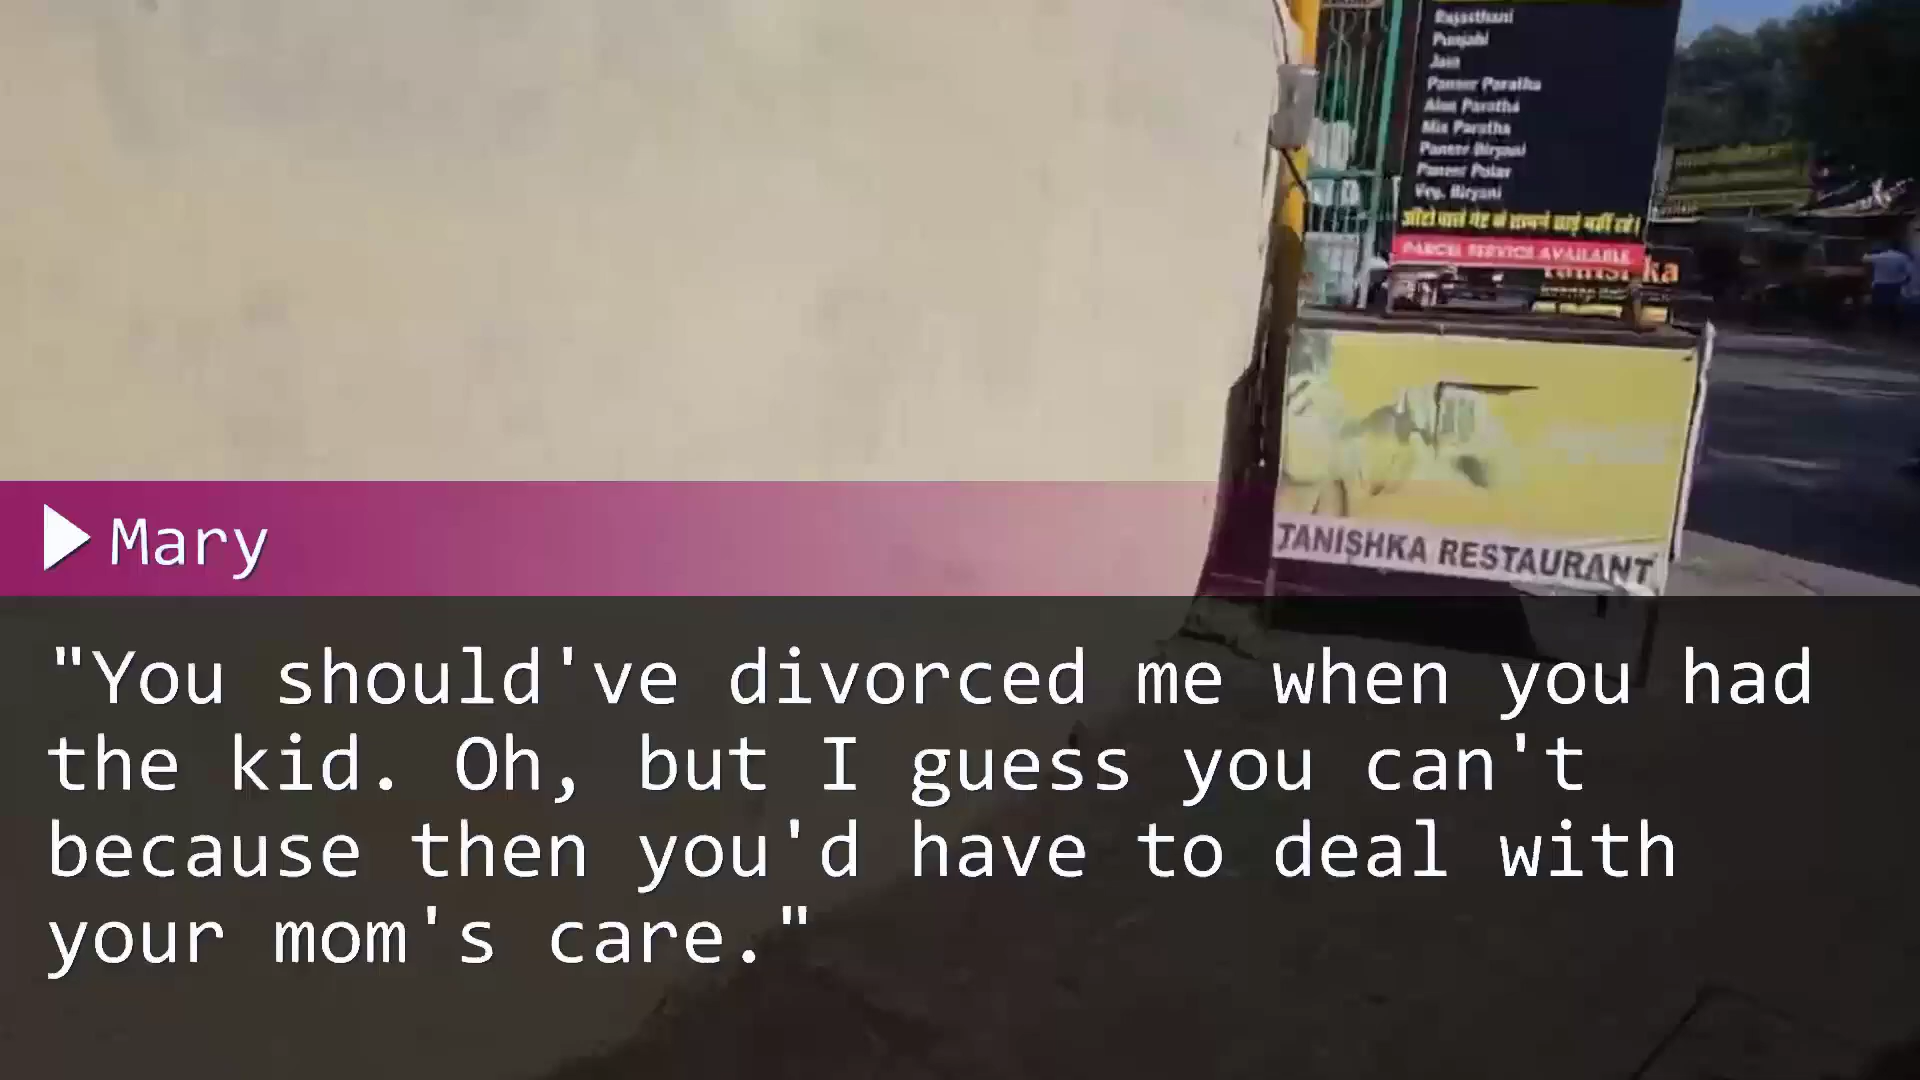 Rajasthani
Punjabi
Jain
Paneer Paratha
Aloo Paratha
Mix Paratha
Paneer Biryani
Paneer Pulav
Veg. Biryani
PARCEL SERVICE AVAILABLE
TANISHKA RESTAURANT
Mary
"You should've divorced me when you had
the kid. Oh, but I guess you can't
because then you'd have to deal with
your mom's care."